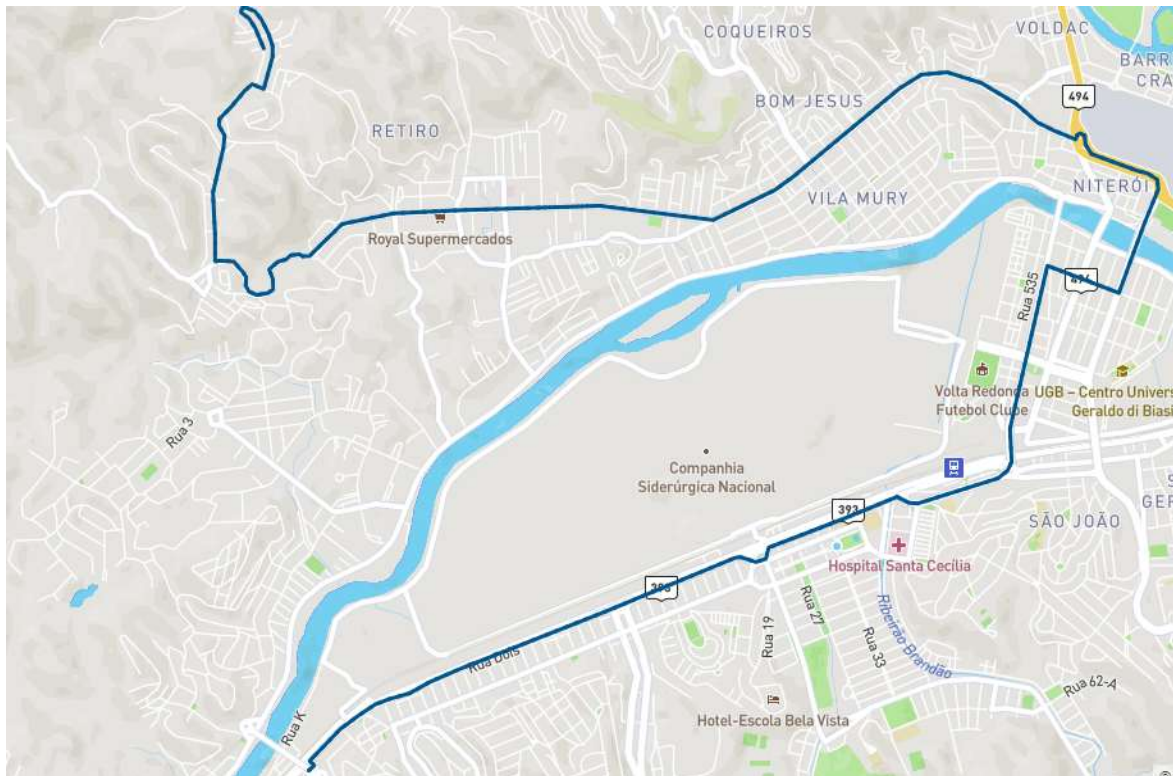 COQUEIROS
VOLDAC
BARR
CRA
494
BOM JESUS
RETIRO
NITERÓI
VILA MURY
Royal Supermercados
Rua 535
Volta Redonda
Futebol Clube
UGB – Centro Univers
Geraldo di Biasi
Rua 3
Companhia
Siderúrgica Nacional
393
S
GER
SÃO JOÃO
Hospital Santa Cecília
393
Rua 19
Rua 27
Rua 33
Ribeirão Brandão
Rua Dois
Rua 62-A
Rua K
Hotel-Escola Bela Vista